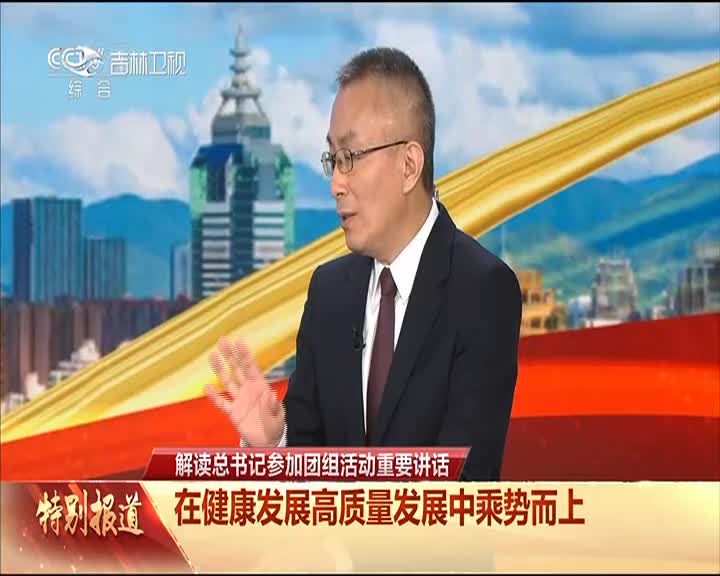 吉林卫视
综合
解读总书记参加团组活动重要讲话
特别报道
在健康发展高质量发展中乘势而上